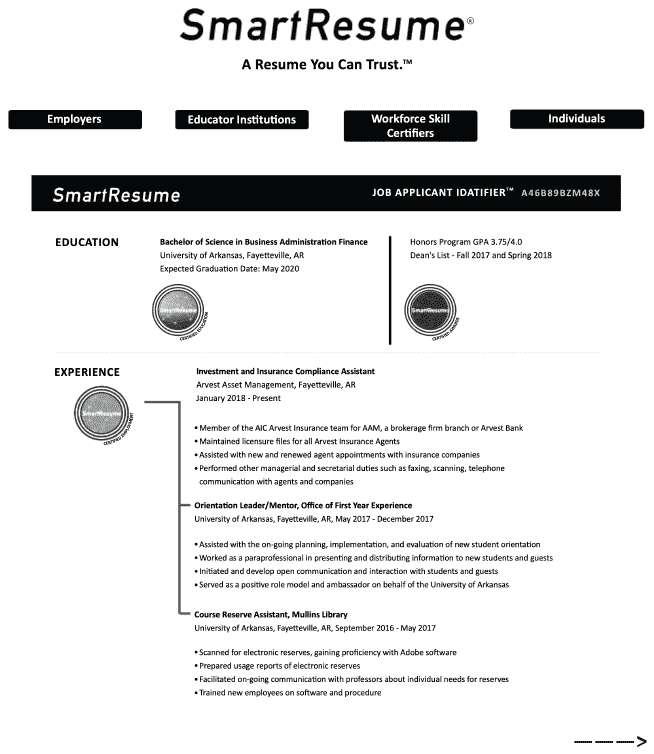 SmartResume®
A Resume You Can Trust.™
Employers
Educator Institutions
Workforce Skill
Certifiers
Individuals
SmartResume
JOB APPLICANT IDATIFIER™ A46B89BZM48X
EDUCATION
Bachelor of Science in Business Administration Finance
University of Arkansas, Fayetteville, AR
Expected Graduation Date: May 2020
Honors Program GPA 3.75/4.0
Dean's List - Fall 2017 and Spring 2018
SmartResume
CERTIFIED EDUCATION
SmartResume
CERTIFIED AWARDS
EXPERIENCE
SmartResume
CERTIFIED EMPLOYMENT
Investment and Insurance Compliance Assistant
Arvest Asset Management, Fayetteville, AR
January 2018 - Present
• Member of the AIC Arvest Insurance team for AAM, a brokerage firm branch or Arvest Bank
• Maintained licensure files for all Arvest Insurance Agents
• Assisted with new and renewed agent appointments with insurance companies
• Performed other managerial and secretarial duties such as faxing, scanning, telephone
communication with agents and companies
Orientation Leader/Mentor, Office of First Year Experience
University of Arkansas, Fayetteville, AR, May 2017 - December 2017
• Assisted with the on-going planning, implementation, and evaluation of new student orientation
• Worked as a paraprofessional in presenting and distributing information to new students and guests
• Initiated and develop open communication and interaction with students and guests
• Served as a positive role model and ambassador on behalf of the University of Arkansas
Course Reserve Assistant, Mullins Library
University of Arkansas, Fayetteville, AR, September 2016 - May 2017
• Scanned for electronic reserves, gaining proficiency with Adobe software
• Prepared usage reports of electronic reserves
• Facilitated on-going communication with professors about individual needs for reserves
• Trained new employees on software and procedure